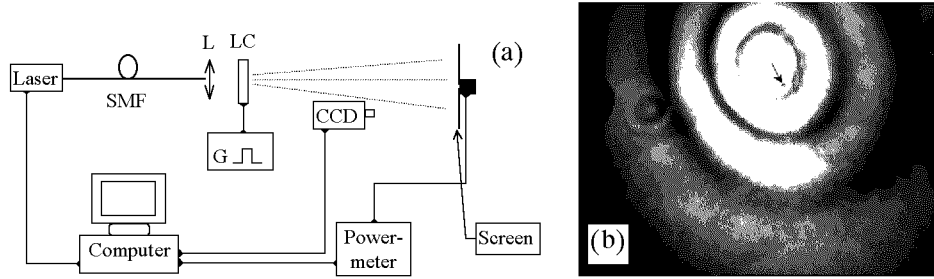 L LC
(a)
Laser
SMF
CCD
G
Computer
Power-
meter
Screen
(b)